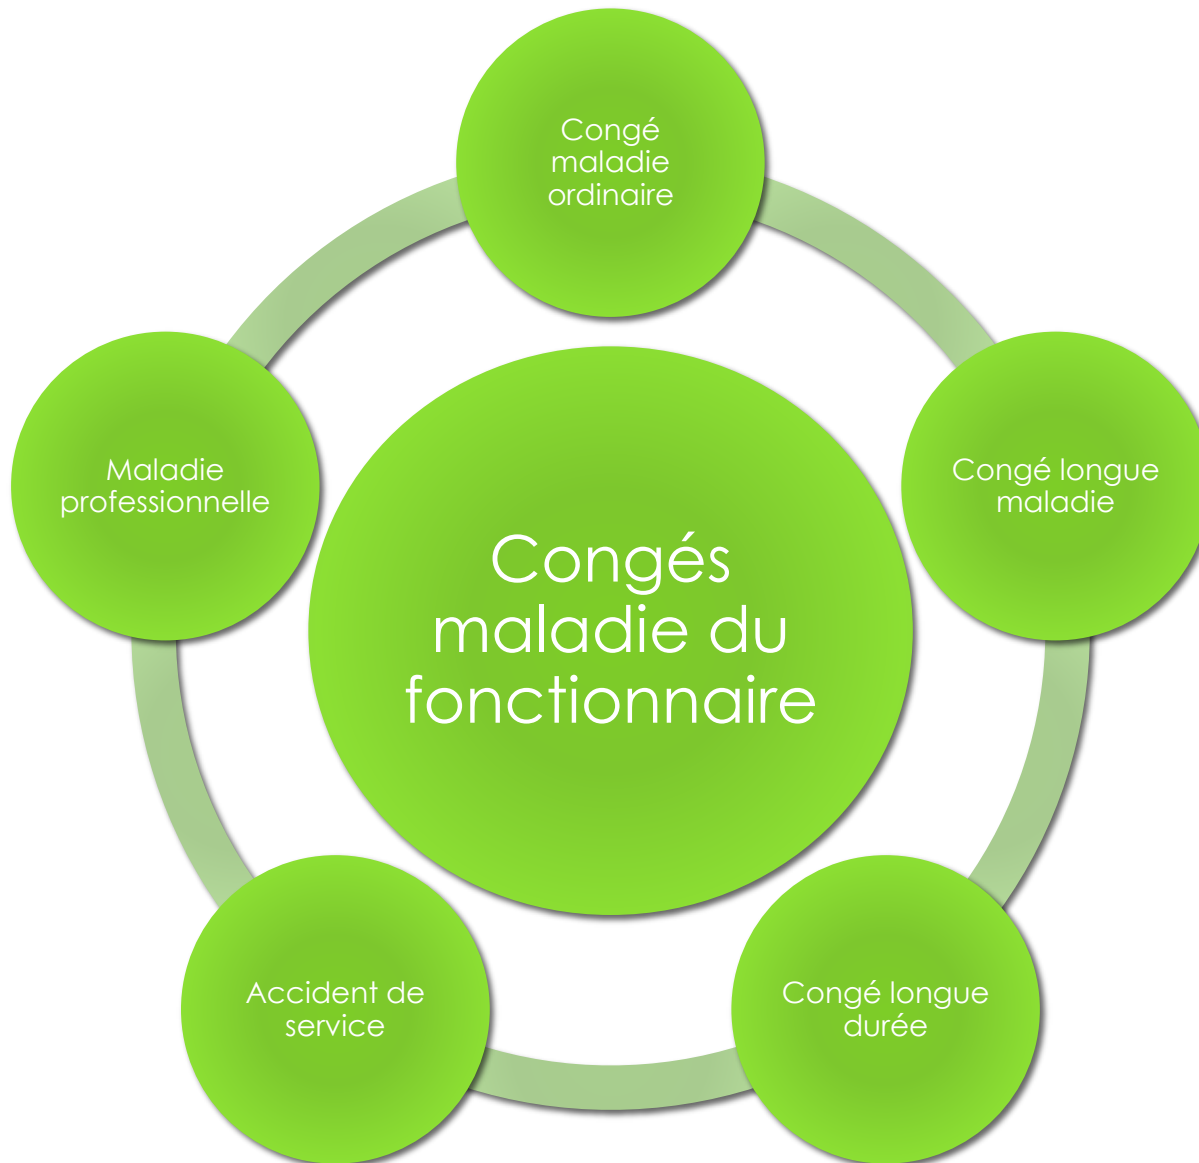 Congé
maladie
ordinaire
Maladie
professionnelle
Congé longue
maladie
Congés
maladie du
fonctionnaire
Accident de
service
Congé longue
durée